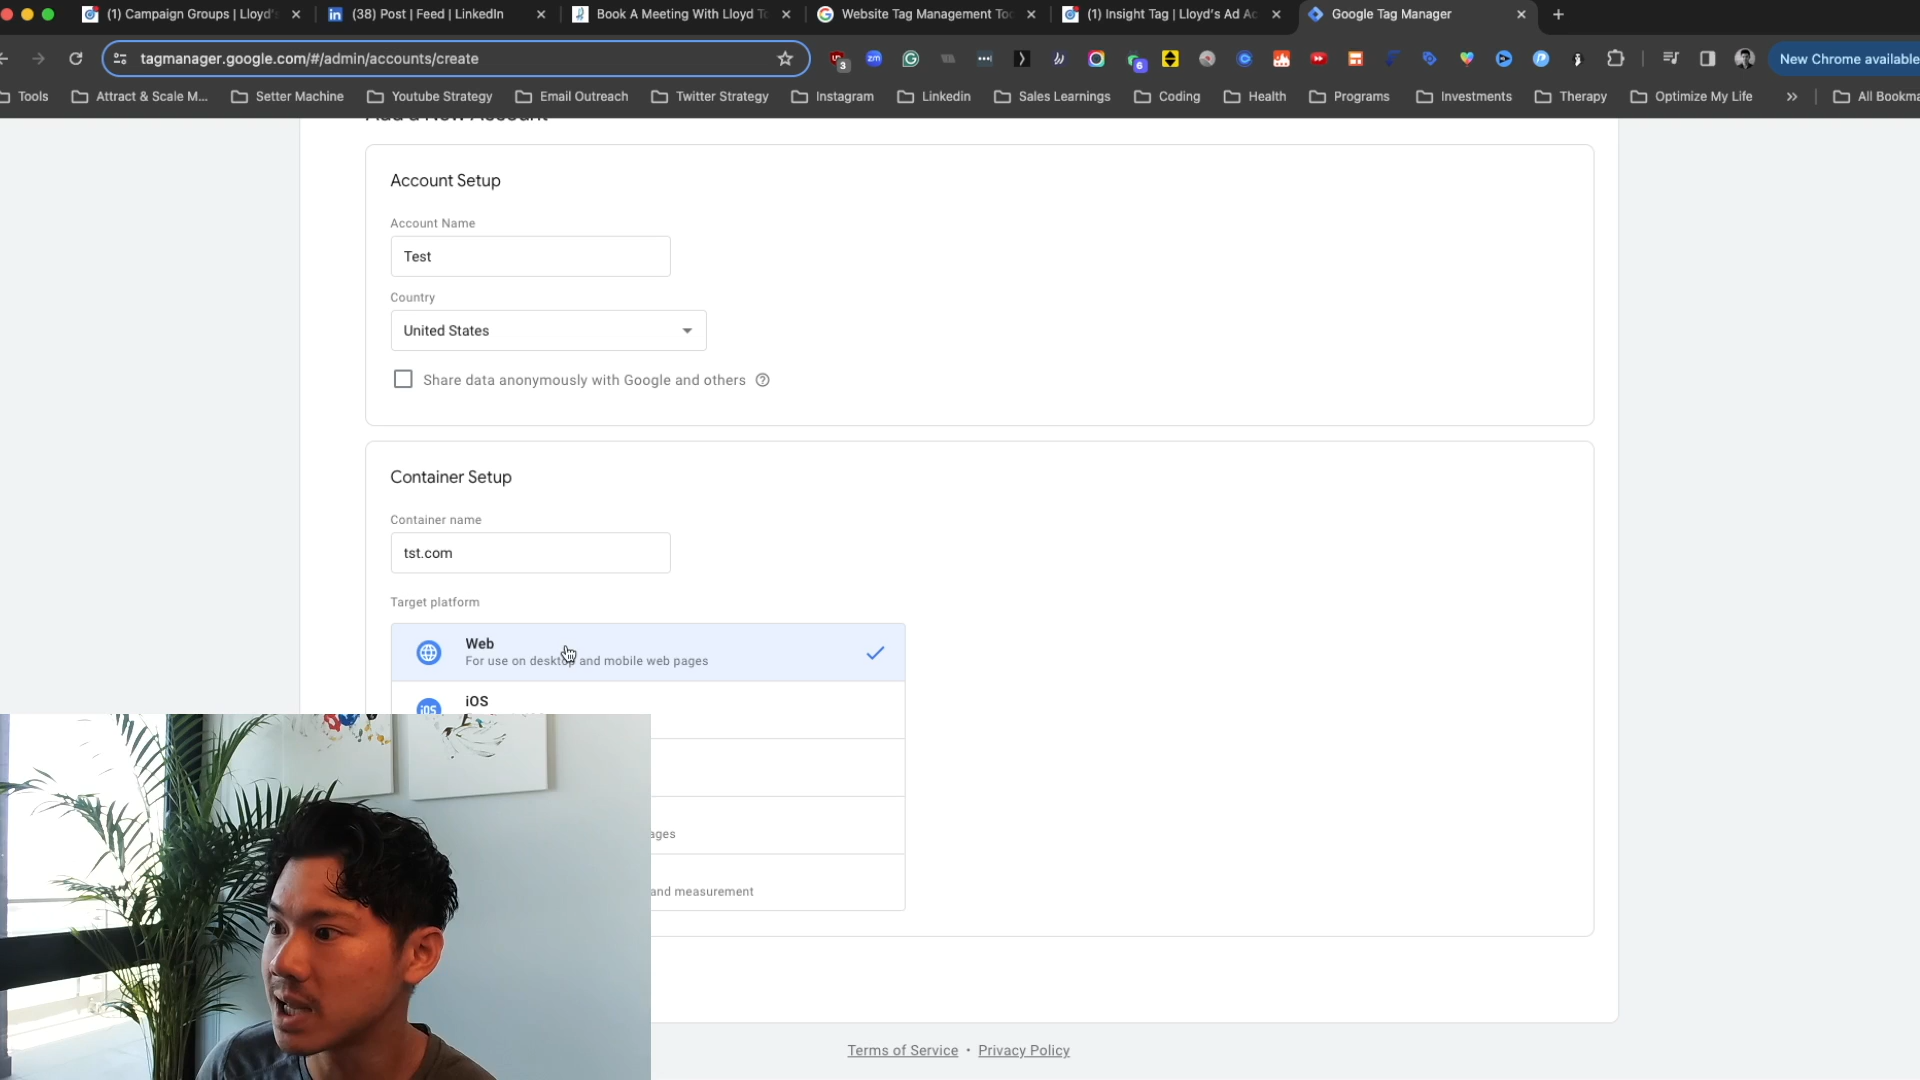 (1) Campaign Groups | Lloyd's
(38) Post | Feed | LinkedIn
Book A Meeting With Lloyd
Website Tag Management
(1) Insight Tag | Lloyd's Ad
Google Tag Manager
tagmanager.google.com/#/admin/accounts/create
3
zm
6
New Chrome available
Tools
Attract & Scale M...
Setter Machine
Youtube Strategy
Email Outreach
Twitter Strategy
Instagram
Linkedin
Sales Learnings
Coding
Health
Programs
Investments
Therapy
Optimize My Life
All
Add a New Account
Account Setup
Account Name
Test
Country
United States
Share data anonymously with Google and others
Container Setup
Container name
tst.com
Target platform
Web
For use on desktop and mobile web pages
iOS
iOS
and measurement
Terms of Service • Privacy Policy